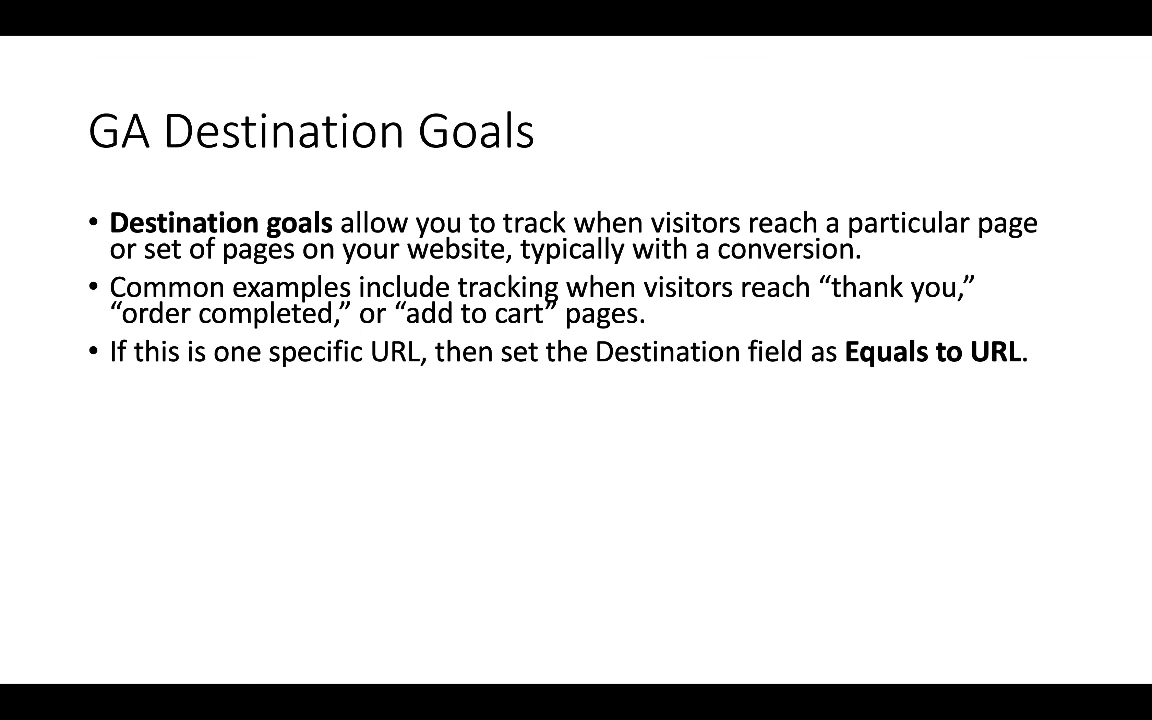 GA Destination Goals
• Destination goals allow you to track when visitors reach a particular page
or set of pages on your website, typically with a conversion.
• Common examples include tracking when visitors reach “thank you,”
“order completed,” or “add to cart” pages.
• If this is one specific URL, then set the Destination field as Equals to URL.